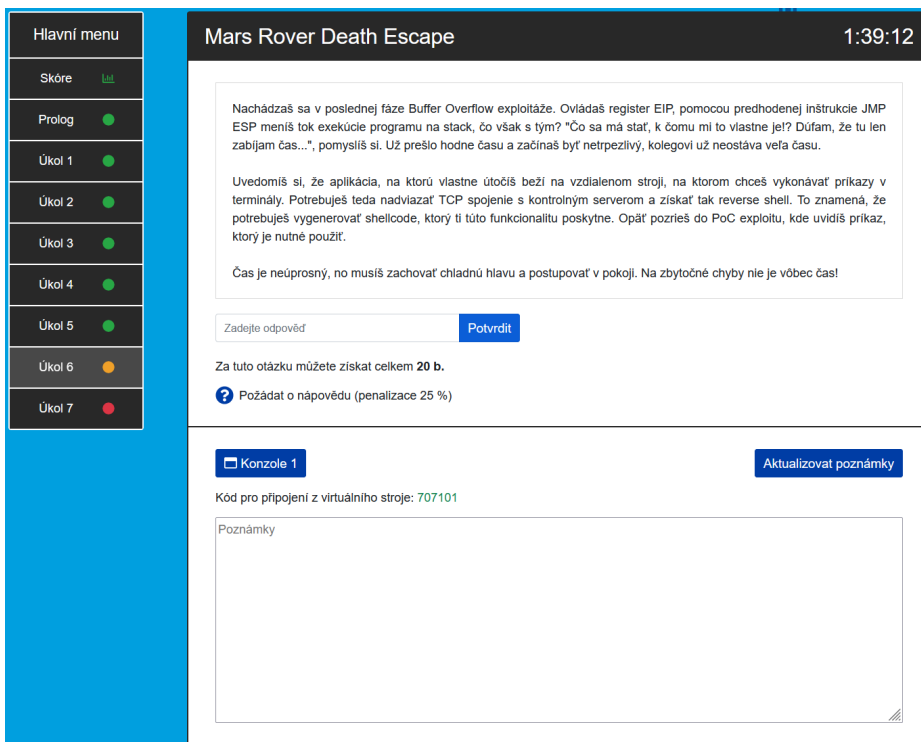 Hlavní menu
Skóre
Prolog
Úkol 1
Úkol 2
Úkol 3
Úkol 4
Úkol 5
Úkol 6
Úkol 7
Mars Rover Death Escape
1:39:12
Nachádzaš sa v poslednej fáze Buffer Overflow exploitáže. Ovládaš register EIP, pomocou predhodenej inštrukcie JMP
ESP meníš tok exekúcie programu na stack, čo však s tým? "Čo sa má stať, k čomu mi to vlastne je!? Dúfam, že tu len
zabíjam čas...", pomyslíš si. Už prešlo hodne času a začínaš byť netrpezlivý, kolegovi už neostáva veľa času.
Uvedomíš si, že aplikácia, na ktorú vlastne útočíš beží na vzdialenom stroji, na ktorom chceš vykonávať príkazy v
terminály. Potrebuješ teda nadviazať TCP spojenie s kontrolným serverom a získať tak reverse shell. To znamená, že
potrebuješ vygenerovať shellcode, ktorý ti túto funkcionalitu poskytne. Opäť pozrieš do PoC exploitu, kde uvidíš príkaz,
ktorý je nutné použiť.
Čas je neúprosný, no musíš zachovať chladnú hlavu a postupovať v pokoji. Na zbytočné chyby nie je vôbec čas!
Zadejte odpověď
Potvrdit
Za tuto otázku můžete získat celkem 20 b.
? Požádat o nápovědu (penalizace 25 %)
Konzole 1
Aktualizovat poznámky
Kód pro připojení z virtuálního stroje: 707101
Poznámky